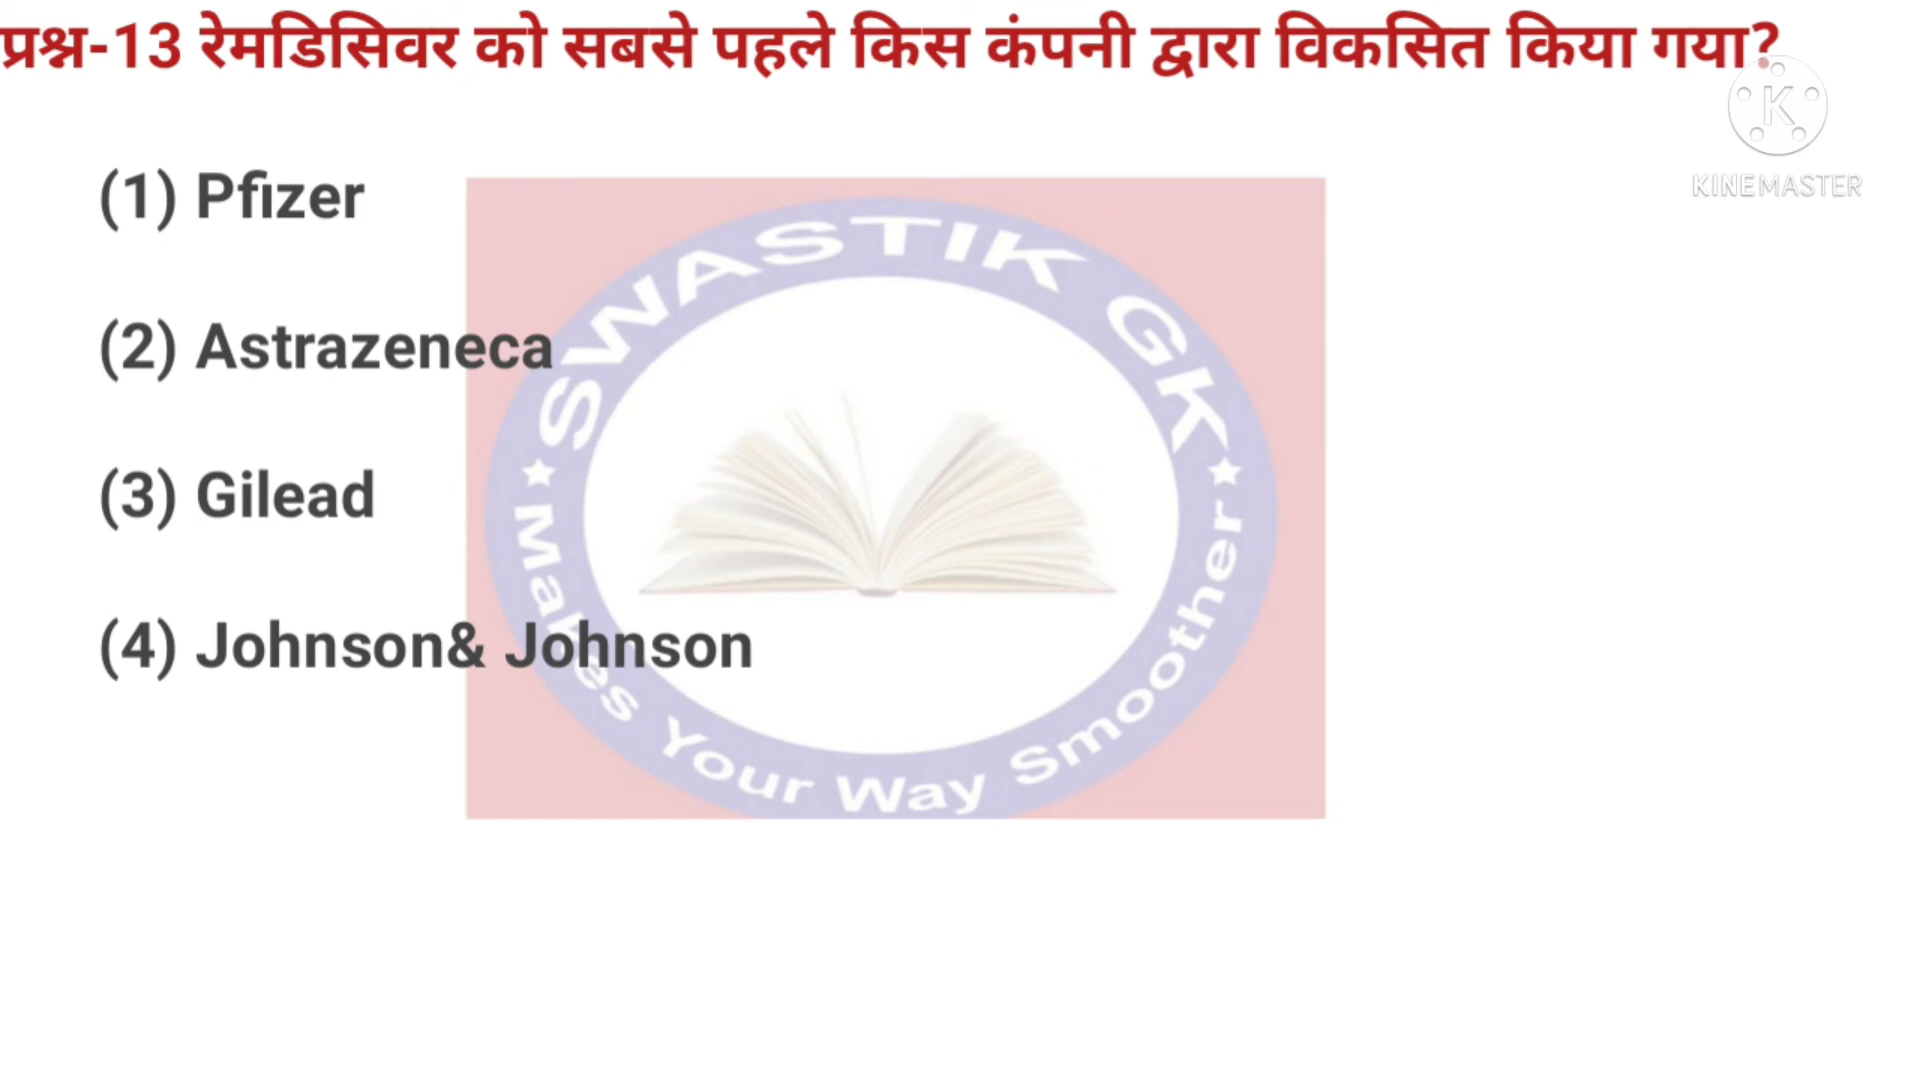 प्रश्न-13 रेमडिसिवर को सबसे पहले किस कंपनी द्वारा विकसित किया गया?
KINEMASTER
(1) Pfizer
(2) Astrazeneca
(3) Gilead
(4) Johnson& Johnson
SWASTIK GK
Makes Your Way Smoother